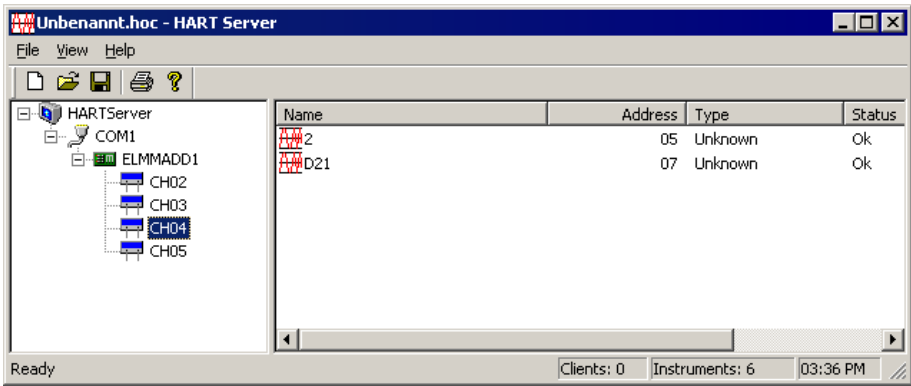 Unbenannt.hoc - HART Server
File View Help
HARTServer
COM1
ELMMADD1
CH02
CH03
CH04
CH05
Name Address Type Status
2 05 Unknown Ok
D21 07 Unknown Ok
Ready Clients: 0 Instruments: 6 03:36 PM